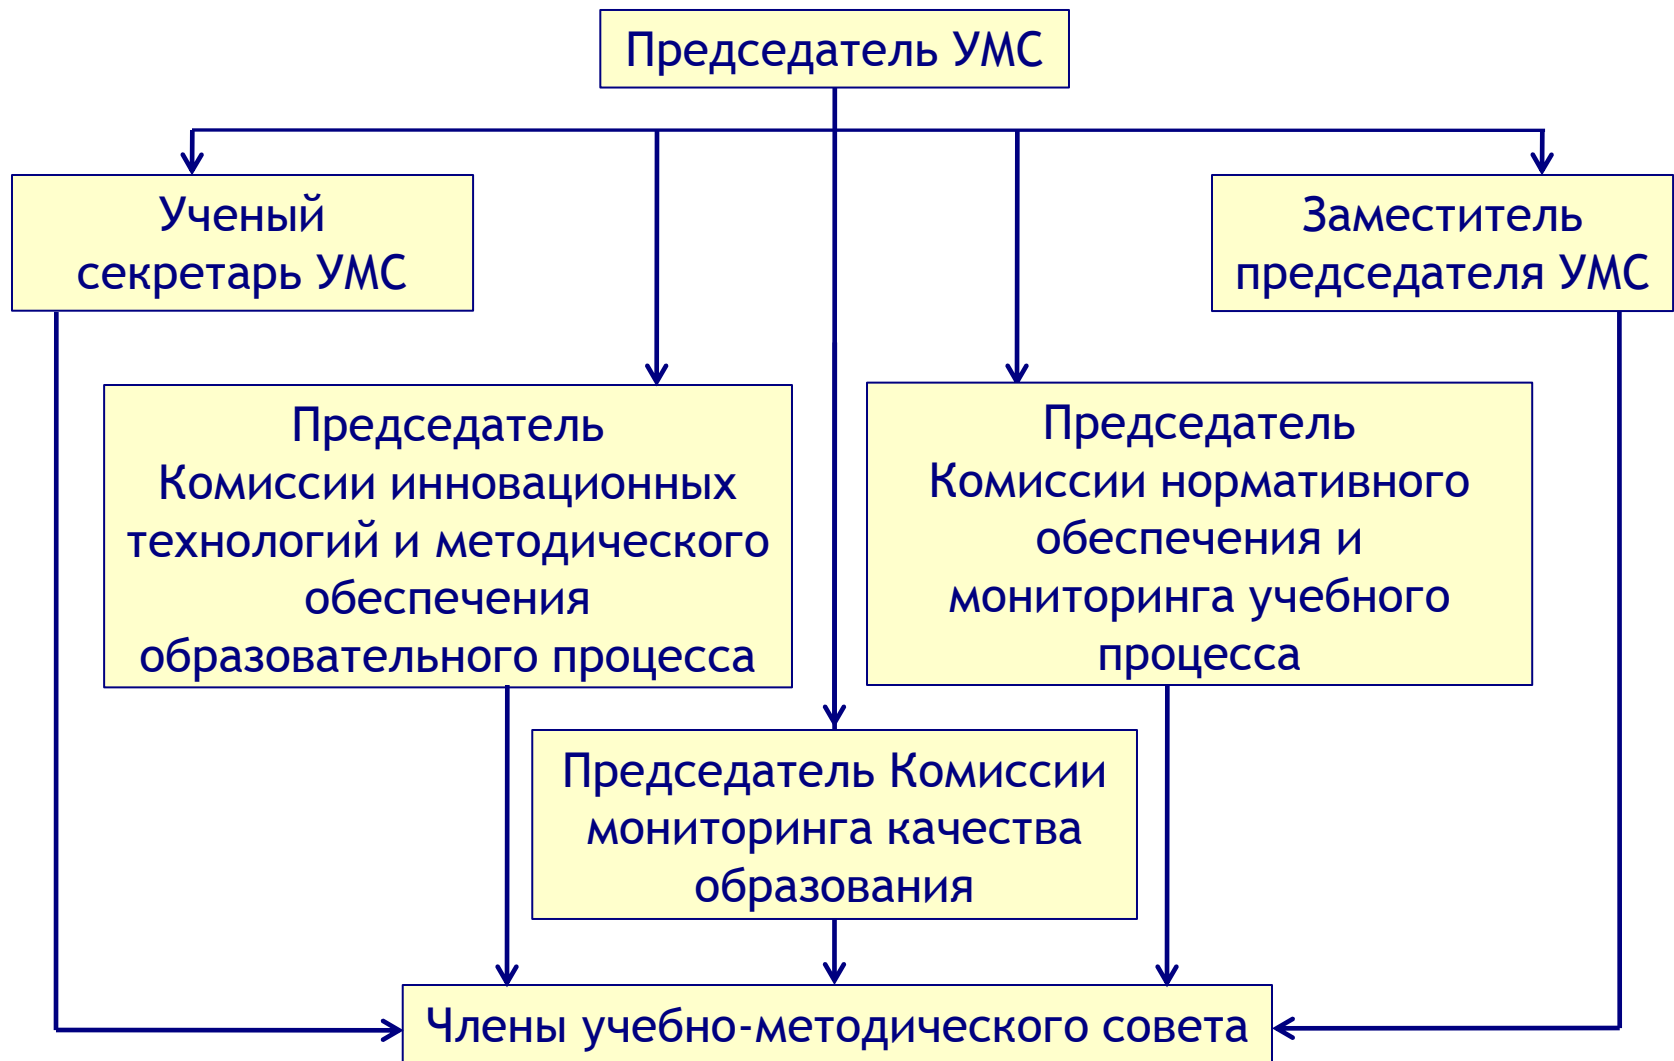 Председатель УМС
Ученый
секретарь УМС
Заместитель
председателя УМС
Председатель
Комиссии инновационных
технологий и методического
обеспечения
образовательного процесса
Председатель
Комиссии нормативного
обеспечения и
мониторинга учебного
процесса
Председатель Комиссии
мониторинга качества
образования
Члены учебно-методического совета